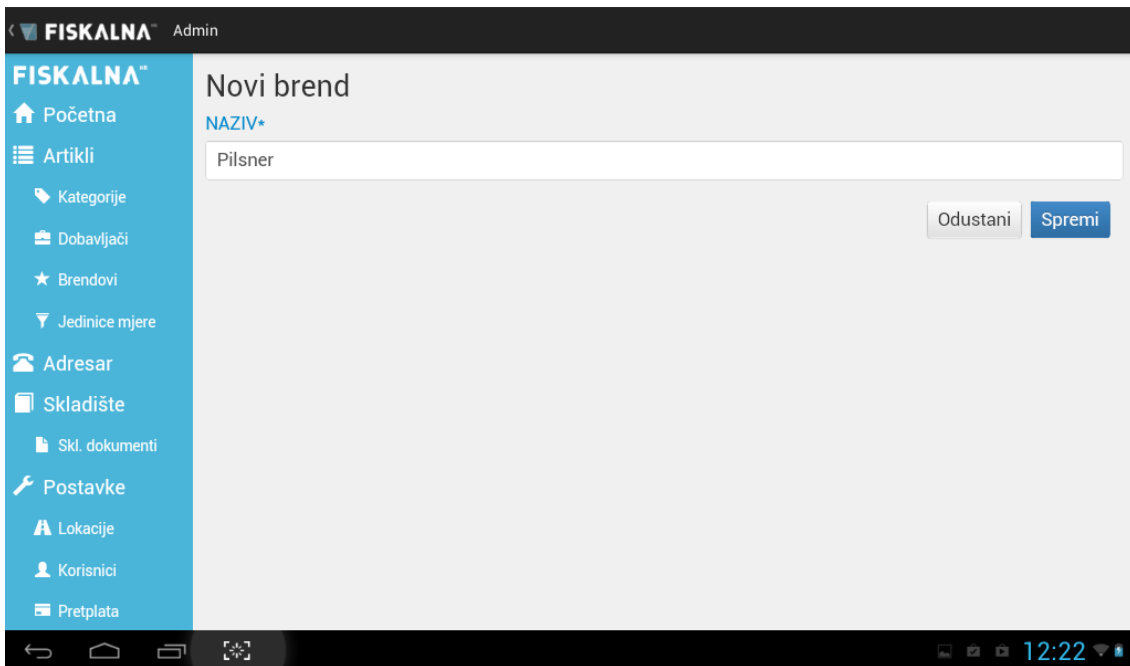 FISKALNA Admin
FISKALNA HR
Početna
Artikli
Kategorije
Dobavljači
Brendovi
Jedinice mjere
Adresar
Skladište
Skl. dokumenti
Postavke
Lokacije
Korisnici
Pretplata
Novi brend
NAZIV*
Pilsner
Odustani Spremi
12:22